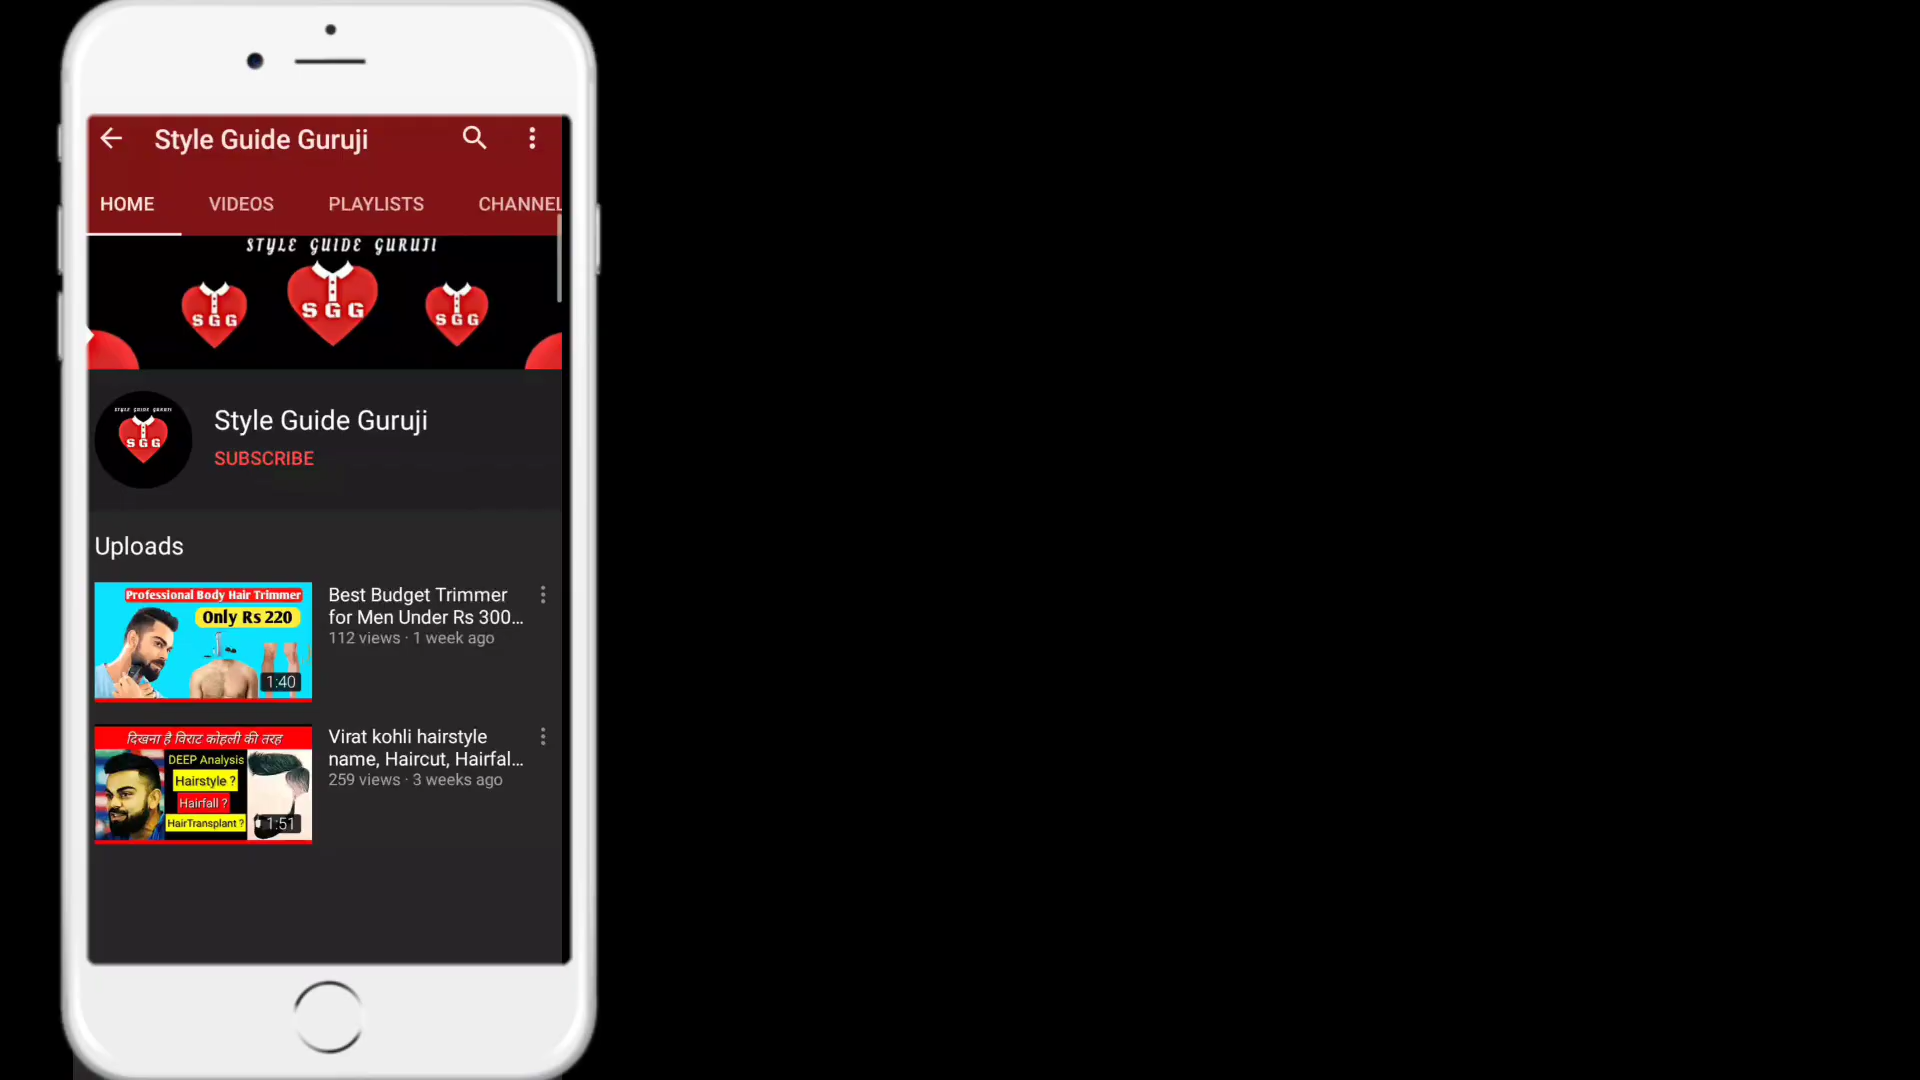 Style Guide Guruji
HOME VIDEOS PLAYLISTS CHANNEL
STYLE GUIDE GURUJI
SGG SGG SGG
STYLE GUIDE GURUJI
SGG
Style Guide Guruji
SUBSCRIBE
Uploads
Professional Body Hair Trimmer
Only Rs 220
1:40
Best Budget Trimmer
for Men Under Rs 300...
112 views · 1 week ago
दिखना है विराट कोहली की तरह
DEEP Analysis
Hairstyle ?
Hairfall ?
HairTransplant ?
1:51
Virat kohli hairstyle
name, Haircut, Hairfal...
259 views · 3 weeks ago